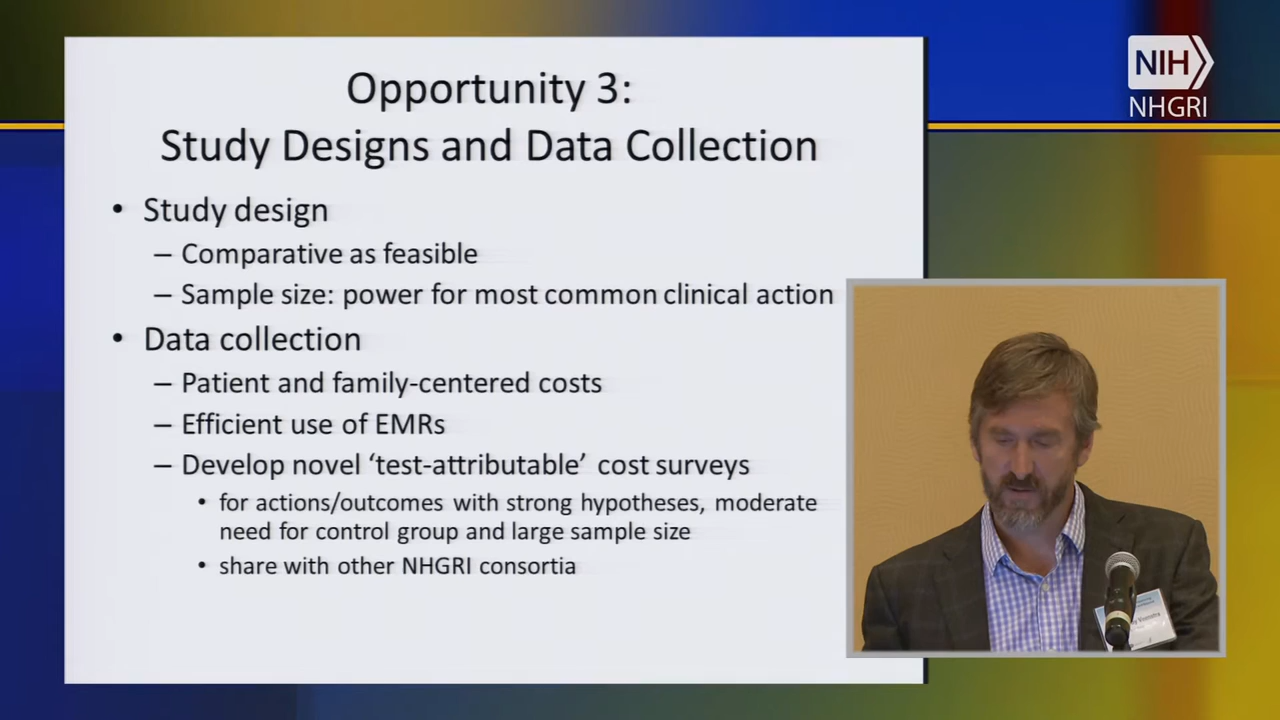 Opportunity 3:
Study Designs and Data Collection
• Study design
– Comparative as feasible
– Sample size: power for most common clinical action
• Data collection
– Patient and family-centered costs
– Efficient use of EMRs
– Develop novel ‘test-attributable’ cost surveys
• for actions/outcomes with strong hypotheses, moderate
need for control group and large sample size
• share with other NHGRI consortia
NIH
NHGRI
Veenstra